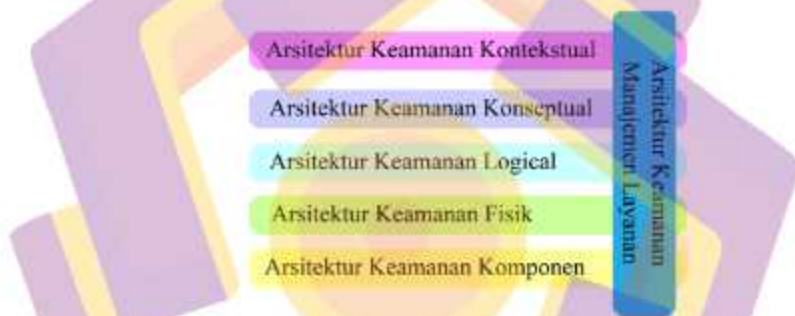 Arsitektur Keamanan Kontekstual
Arsitektur Keamanan Konseptual
Arsitektur Keamanan Logical
Arsitektur Keamanan Fisik
Arsitektur Keamanan Komponen
Arsitektur Keamanan
Manajemen Layanan